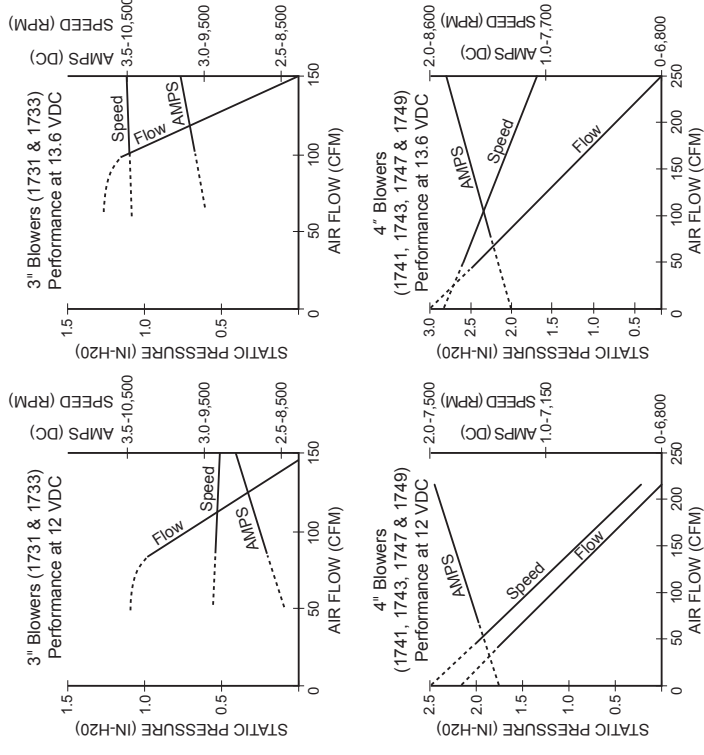 3" Blowers (1731 & 1733)
Performance at 12 VDC
STATIC PRESSURE (IN-H20)
1.5
1.0
0.5
0
50
100
150
AIR FLOW (CFM)
Flow
Speed
AMPS
AMPS (DC)
SPEED (RPM)
3.5-10,500
3.0-9,500
2.5-8,500
3" Blowers (1731 & 1733)
Performance at 13.6 VDC
STATIC PRESSURE (IN-H20)
1.5
1.0
0.5
0
50
100
150
AIR FLOW (CFM)
Speed
Flow
AMPS
AMPS (DC)
SPEED (RPM)
3.5-10,500
3.0-9,500
2.5-8,500
4" Blowers
(1741, 1743, 1747 & 1749)
Performance at 12 VDC
STATIC PRESSURE (IN-H20)
2.5
2.0
1.5
1.0
0.5
0
50
100
150
200
250
AIR FLOW (CFM)
AMPS
Speed
Flow
AMPS (DC)
SPEED (RPM)
2.0-7,500
1.0-7,150
0-6,800
4" Blowers
(1741, 1743, 1747 & 1749)
Performance at 13.6 VDC
STATIC PRESSURE (IN-H20)
3.0
2.5
2.0
1.0
0.5
0
50
100
150
200
250
AIR FLOW (CFM)
AMPS
Speed
Flow
AMPS (DC)
SPEED (RPM)
2.0-8,600
1.0-7,700
0-6,800